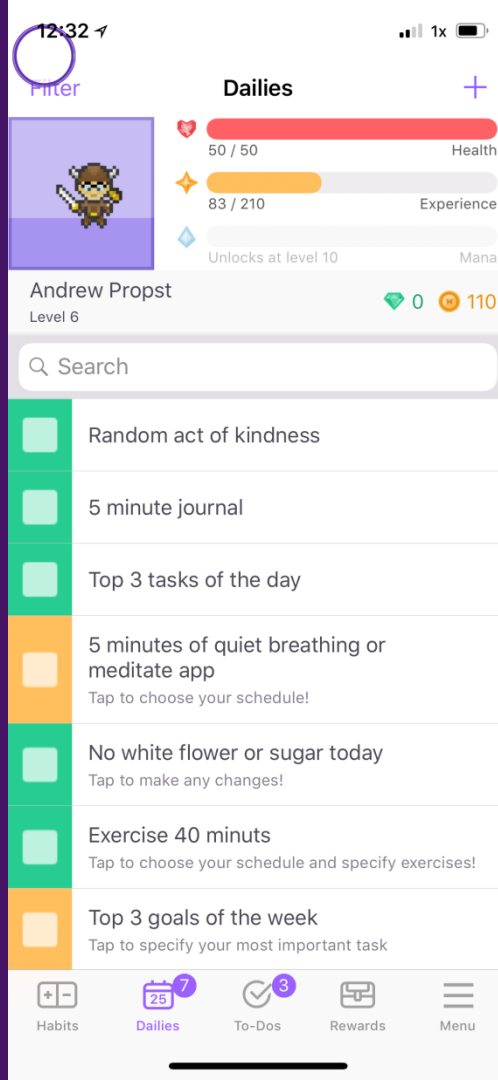 12:32
1x
Filter
Dailies
50 / 50
Health
83 / 210
Experience
Unlocks at level 10
Mana
Andrew Propst
Level 6
0
110
Search
Random act of kindness
5 minute journal
Top 3 tasks of the day
5 minutes of quiet breathing or
meditate app
Tap to choose your schedule!
No white flower or sugar today
Tap to make any changes!
Exercise 40 minuts
Tap to choose your schedule and specify exercises!
Top 3 goals of the week
Tap to specify your most important task
25
7
3
Habits
Dailies
To-Dos
Rewards
Menu